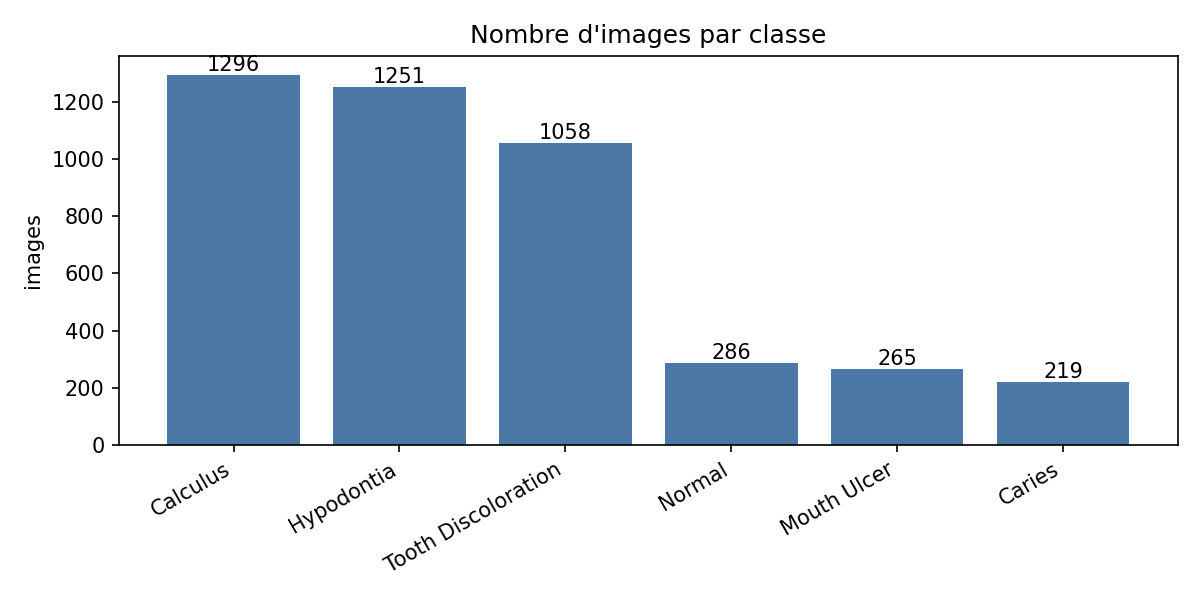 Nombre d'images par classe
images
1200
1000
800
600
400
200
0
1296
1251
1058
286
265
219
Calculus
Hypodontia
Tooth Discoloration
Normal
Mouth Ulcer
Caries